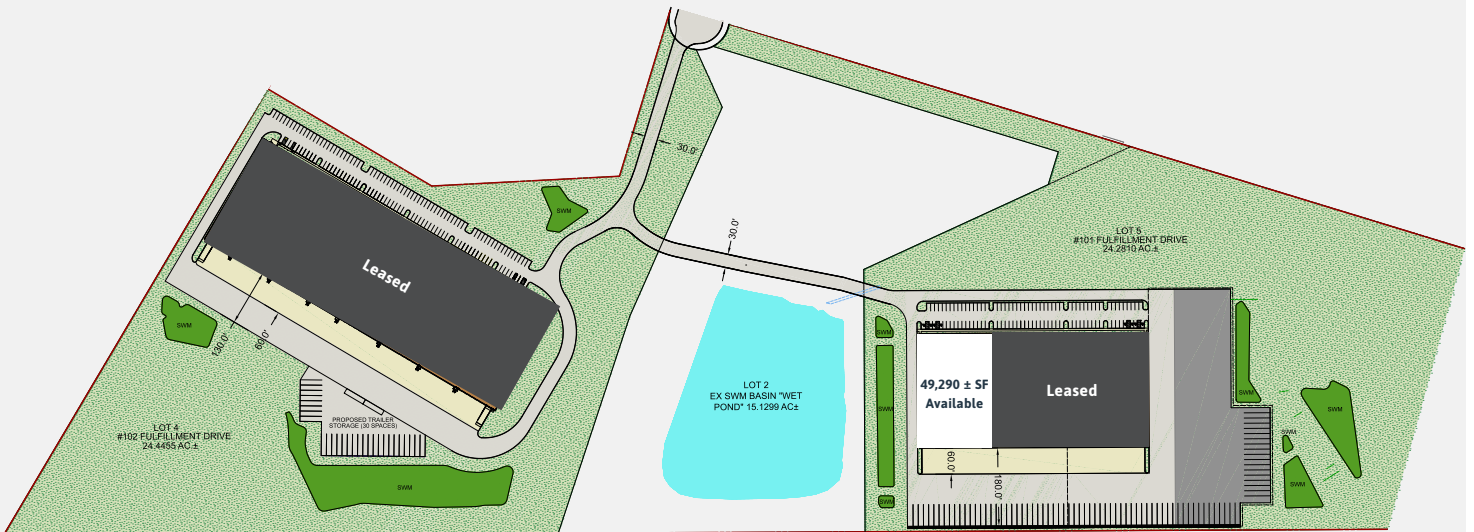 30.0'
SWM
30.0'
LOT 5
#101 FULFILLMENT DRIVE
24.2810 AC.±
Leased
SWM
130.0'
60.0'
LOT 2
EX SWM BASIN "WET
POND" 15.1299 AC±
49,290 ± SF
Available
Leased
SWM
SWM
SWM
SWM
SWM
SWM
SWM
PROPOSED TRAILER
STORAGE (30 SPACES)
LOT 4
#102 FULFILLMENT DRIVE
24.4455 AC.±
SWM
60.0'
180.0'
SWM